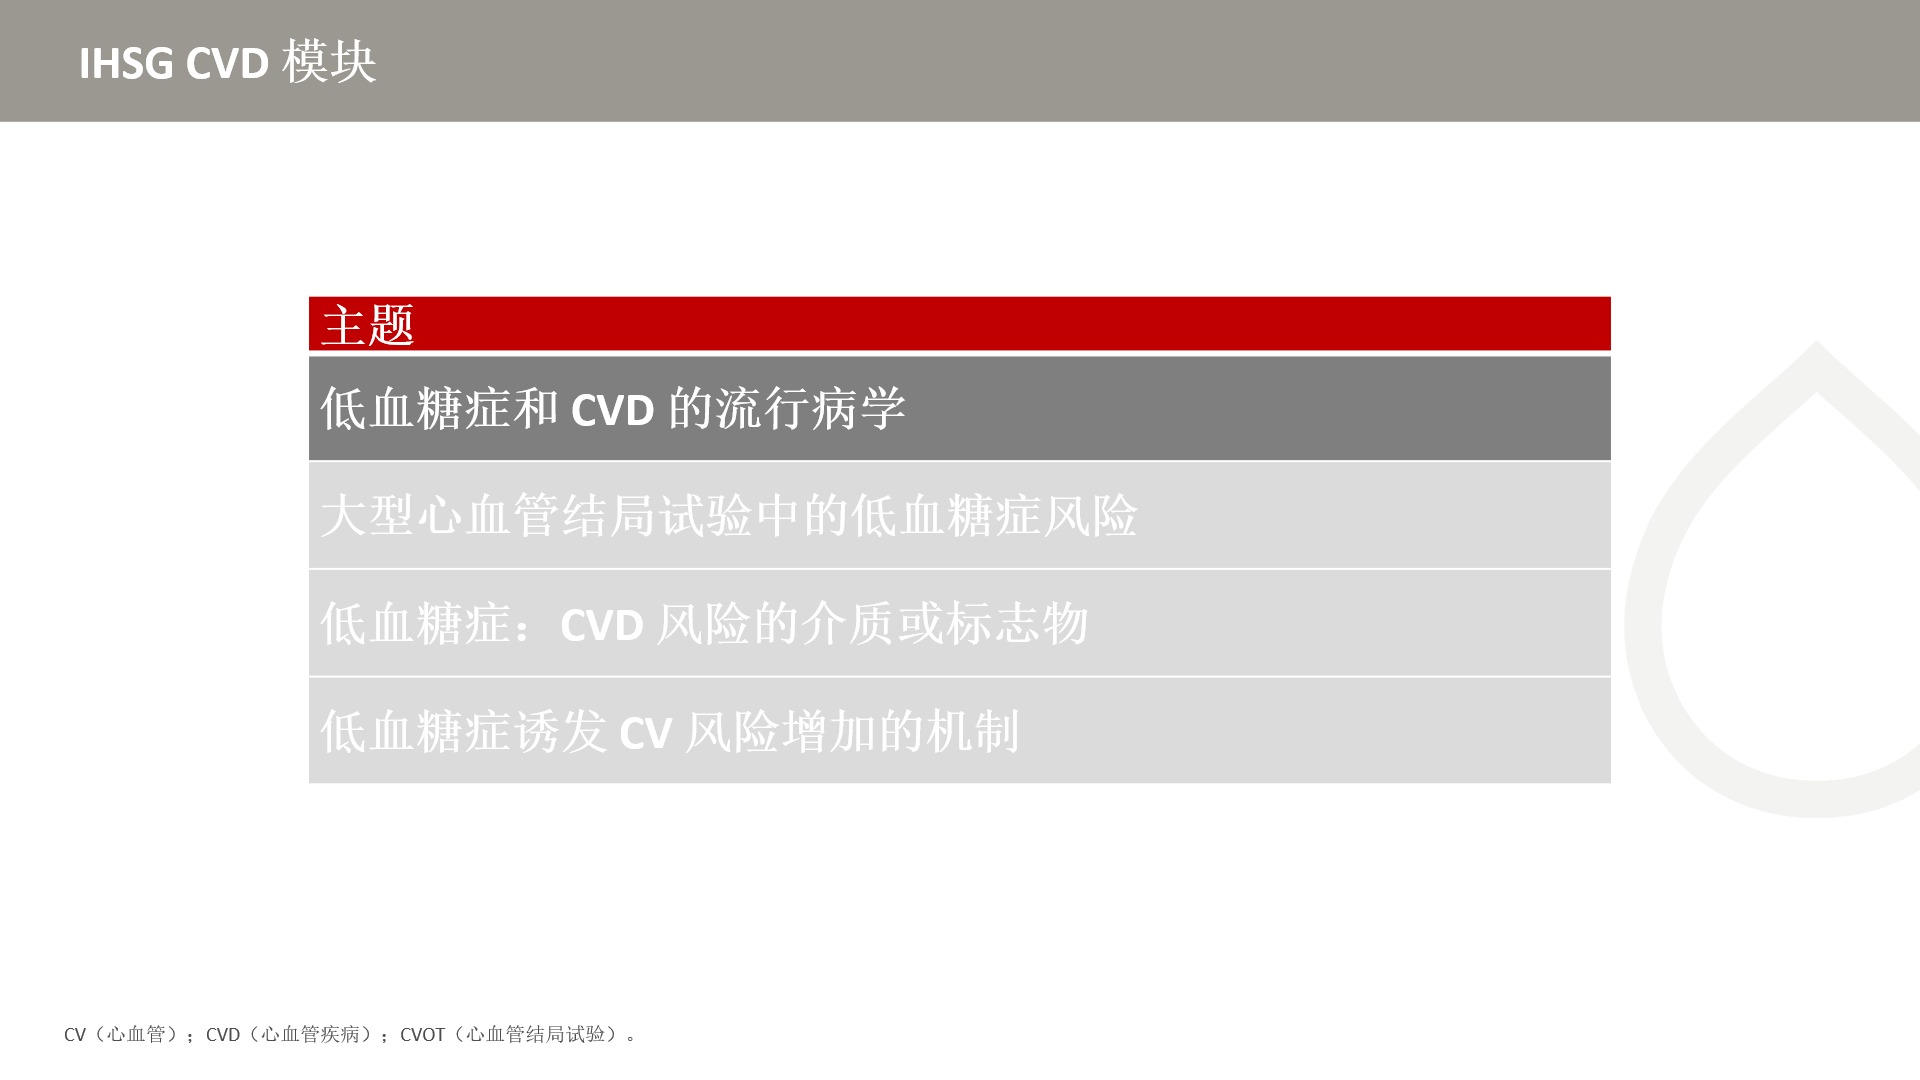 IHSG CVD 模块
主题
低血糖症和 CVD 的流行病学
大型心血管结局试验中的低血糖症风险
低血糖症：CVD 风险的介质或标志物
低血糖症诱发 CV 风险增加的机制
CV（心血管）；CVD（心血管疾病）；CVOT（心血管结局试验）。